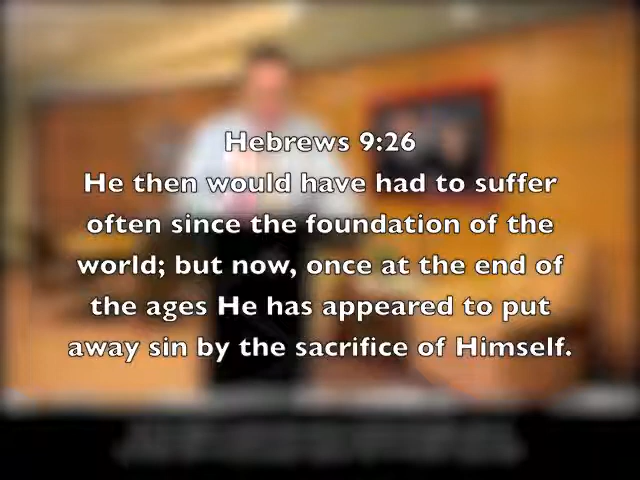 Hebrews 9:26
He then would have had to suffer
often since the foundation of the
world; but now, once at the end of
the ages He has appeared to put
away sin by the sacrifice of Himself.